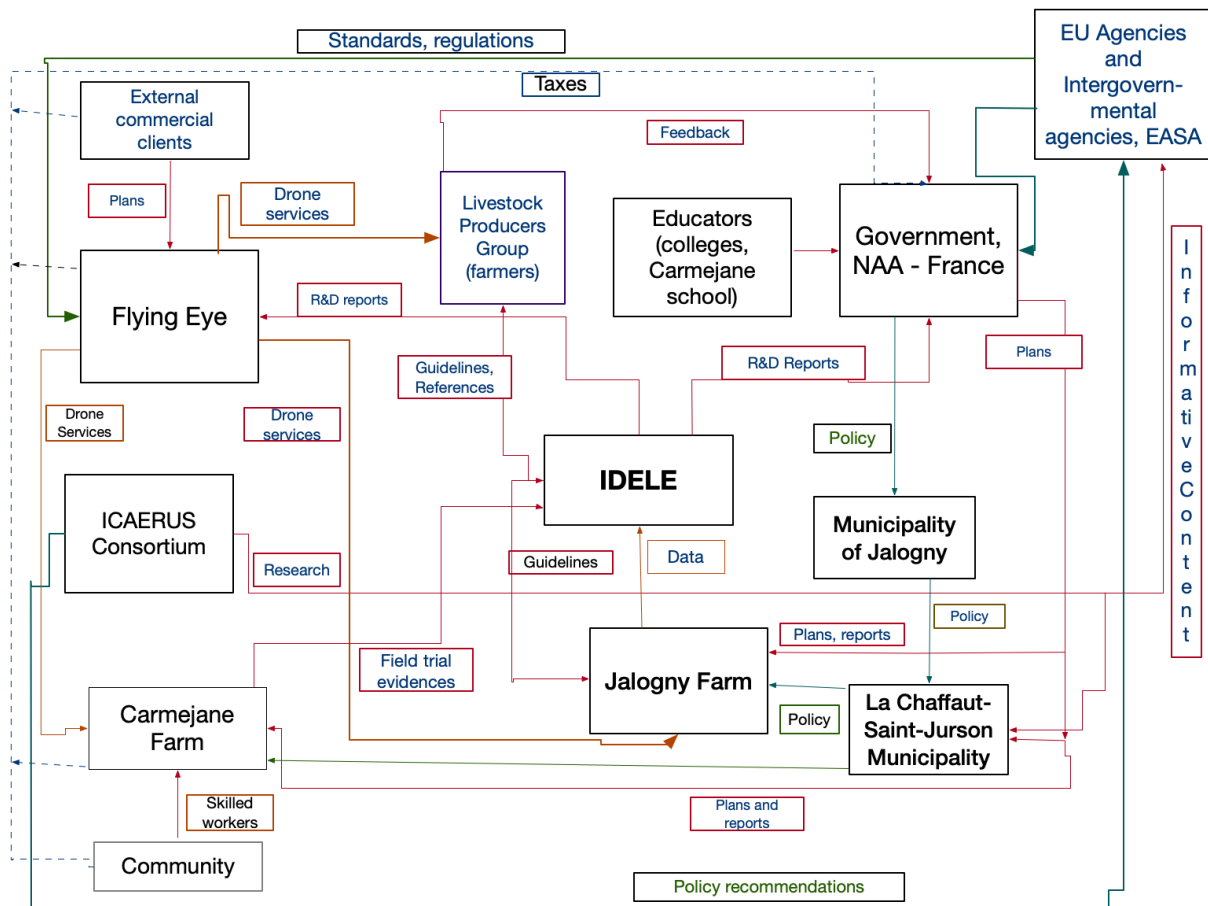 Standards, regulations
EU Agencies
and
Intergovern-
mental
agencies, EASA
Taxes
External
commercial
clients
Feedback
Plans
Drone
services
Livestock
Producers
Group
(farmers)
Educators
(colleges,
Carmejane
school)
Government,
NAA - France
Flying Eye
R&D reports
Guidelines,
References
R&D Reports
Plans
InformativeContent
Drone
Services
Drone
services
Policy
IDELE
ICAERUS
Consortium
Municipality
of Jalogny
Research
Guidelines
Data
Policy
Plans, reports
Field trial
evidences
Jalogny Farm
Carmejane
Farm
Policy
La Chaffaut-
Saint-Jurson
Municipality
Skilled
workers
Plans and
reports
Community
Policy recommendations